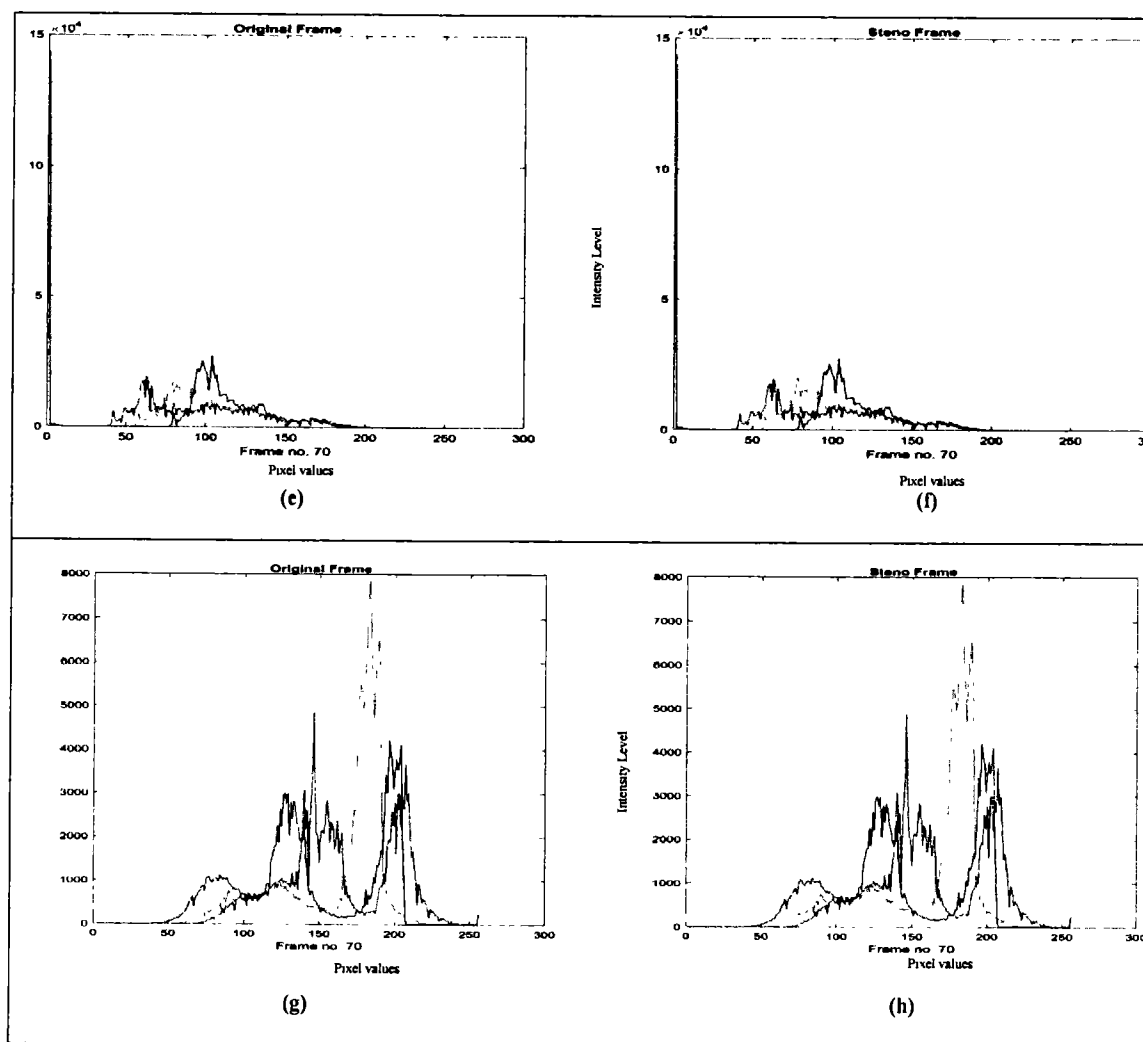 ×10⁴
Original Frame
15
10
5
0
0 50 100 150 200 250 300
Frame no. 70
Pixel values
(e)
×10⁴
Steno Frame
15
10
5
0
Intensity Level
0 50 100 150 200 250 30
Frame no. 70
Pixel values
(f)
Original Frame
8000
7000
6000
5000
4000
3000
2000
1000
0
0 50 100 150 200 250 300
Frame no 70
Pixel values
(g)
Steno Frame
8000
7000
6000
5000
4000
3000
2000
1000
0
Intensity Level
0 50 100 150 200 250 300
Frame no 70
Pixel values
(h)